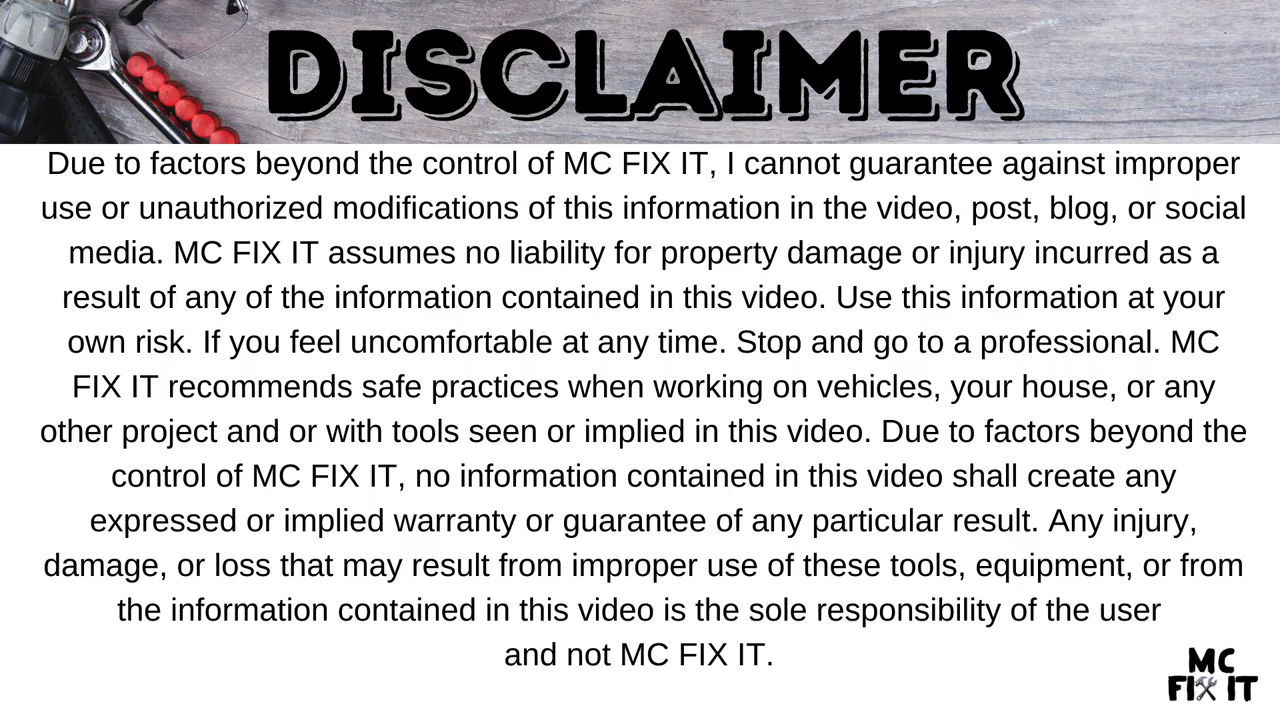 DISCLAIMER
Due to factors beyond the control of MC FIX IT, I cannot guarantee against improper
use or unauthorized modifications of this information in the video, post, blog, or social
media. MC FIX IT assumes no liability for property damage or injury incurred as a
result of any of the information contained in this video. Use this information at your
own risk. If you feel uncomfortable at any time. Stop and go to a professional. MC
FIX IT recommends safe practices when working on vehicles, your house, or any
other project and or with tools seen or implied in this video. Due to factors beyond the
control of MC FIX IT, no information contained in this video shall create any
expressed or implied warranty or guarantee of any particular result. Any injury,
damage, or loss that may result from improper use of these tools, equipment, or from
the information contained in this video is the sole responsibility of the user
and not MC FIX IT.
MC
FIX IT